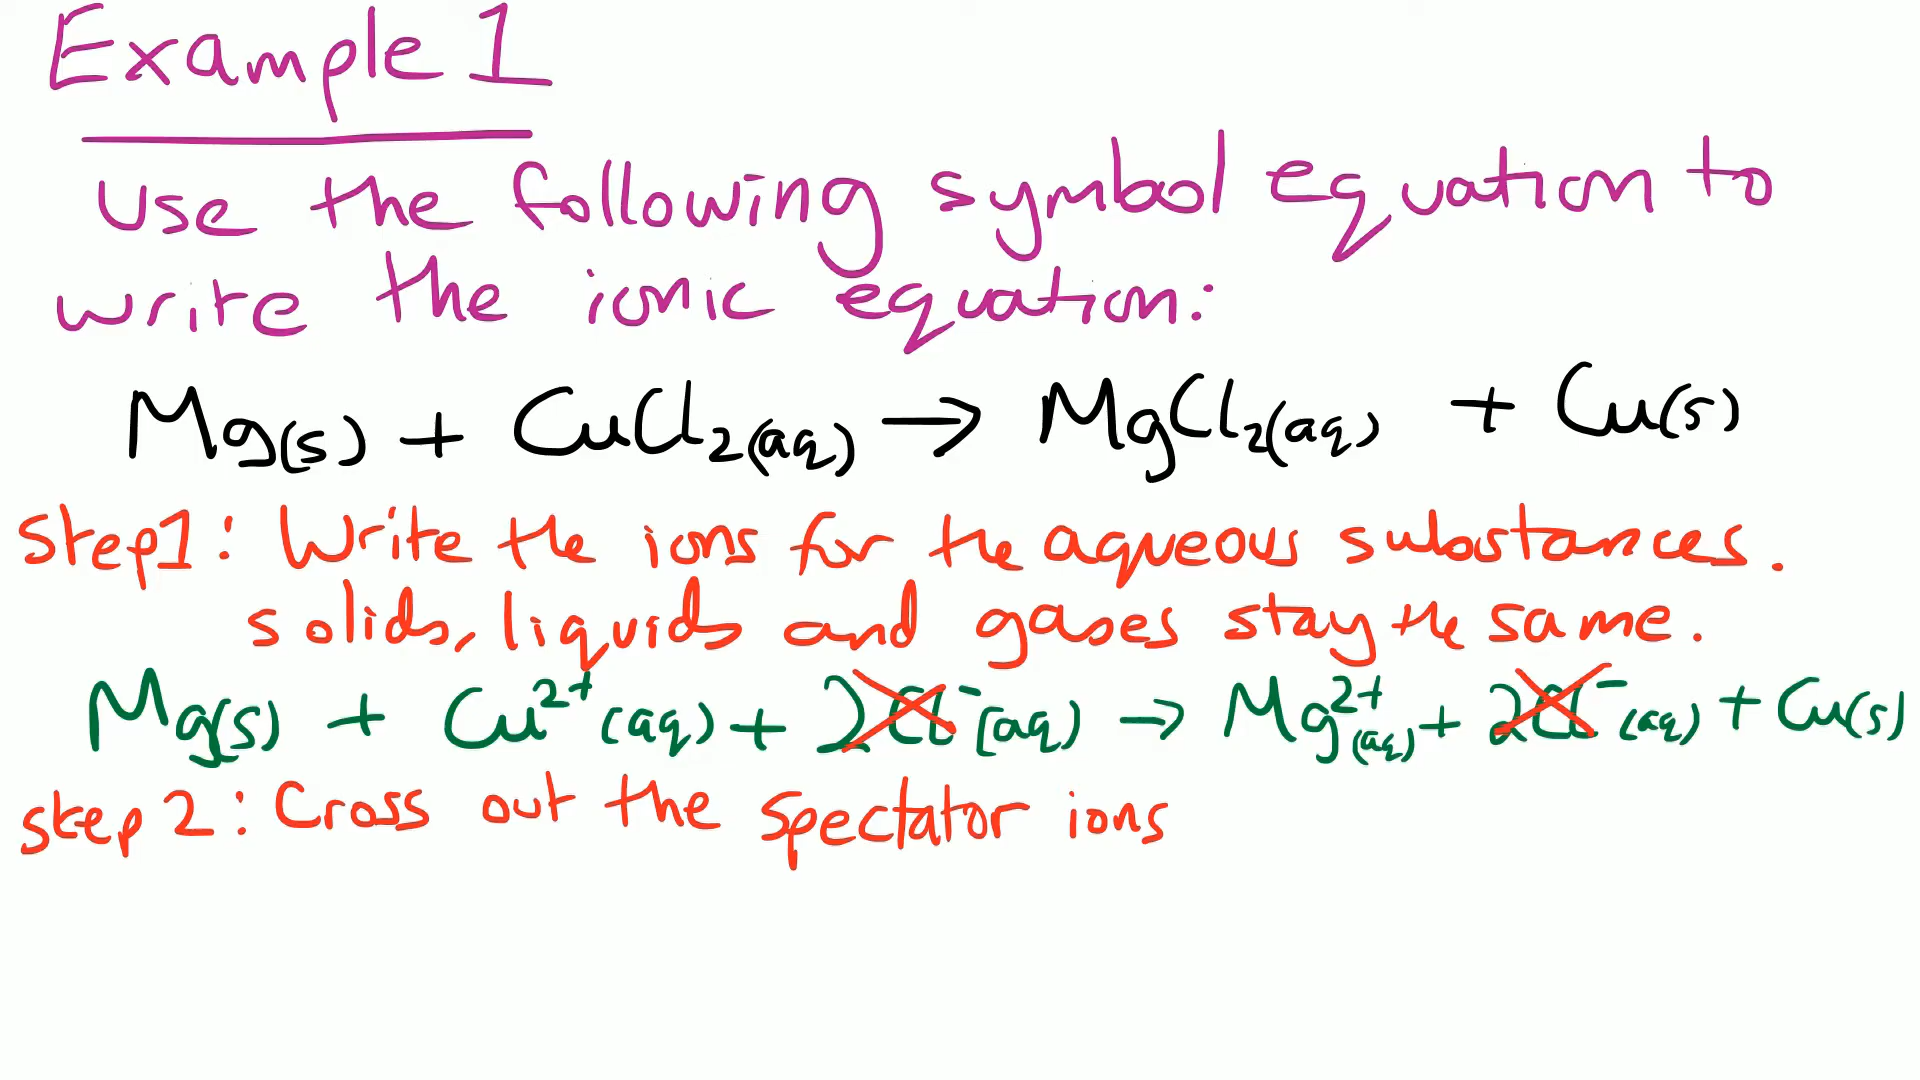 Example 1
Use the following symbol equation to
write the ionic equation:
Mg(s) + CuCl₂(aq) → MgCl₂(aq) + Cu(s)
Step1: Write the ions for the aqueous substances.
solids, liquids and gases stay the same.
Mg(s) + Cu²⁺(aq) + 2Cl⁻(aq) → Mg²⁺(aq) + 2Cl⁻(aq) + Cu(s)
step 2: Cross out the spectator ions